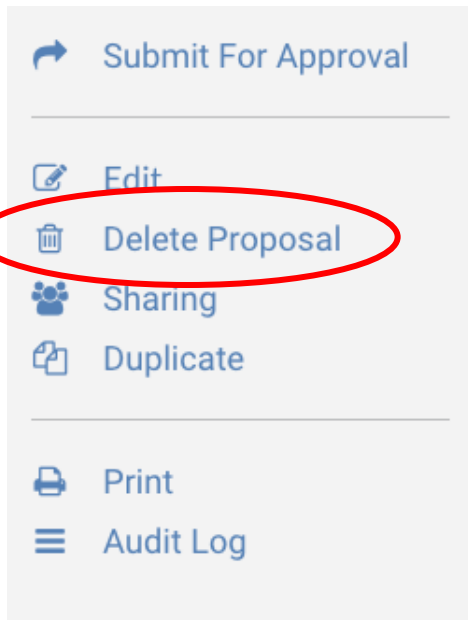 Submit For Approval
Edit
Delete Proposal
Sharing
Duplicate
Print
Audit Log